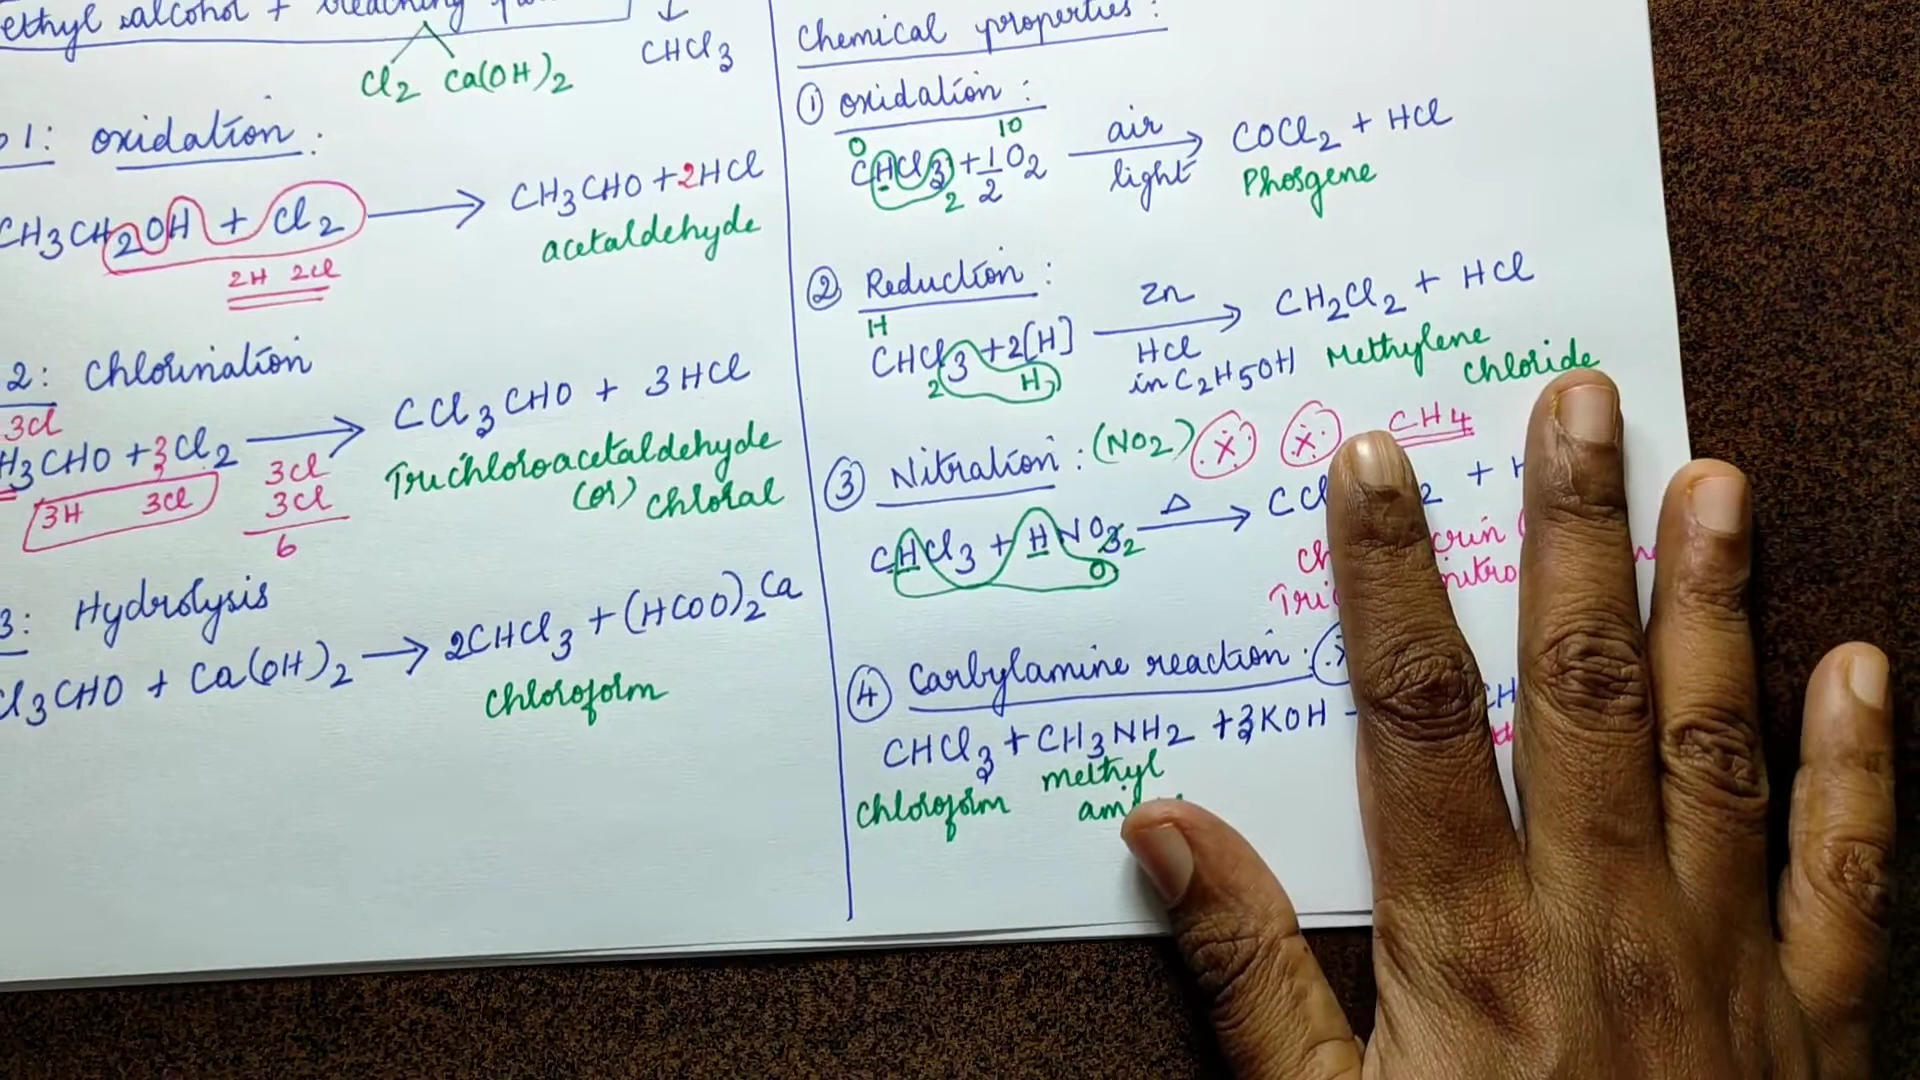 ethyl alcohol +
Cl2 Ca(OH)2
CHCl3
1: Oxidation:
CH3CH2OH + Cl2 → CH3CHO + 2HCl
2H 2Cl
acetaldehyde
2: Chlorination
3Cl
H3CHO + 3Cl2 → CCl3CHO + 3HCl
3H 3Cl
3Cl
3Cl
6
Trichloroacetaldehyde
(or) chloral
3: Hydrolysis
Cl3CHO + Ca(OH)2 → 2CHCl3 + (HCOO)2Ca
chloroform
Chemical properties:
① Oxidation:
O 10
CHCl3 + 1/2 O2 → COCl2 + HCl
2
air
light
Phosgene
② Reduction:
H
CHCl3 + 2[H] → CH2Cl2 + HCl
2 H
Zn
HCl
in C2H5OH
Methylene
chloride
③ Nitration: (NO2) X X CH4
CHCl3 + HNO3 2 Δ →
O
④ Carbylamine reaction:
CHCl3 + CH3NH2 + 3KOH
chloroform methyl